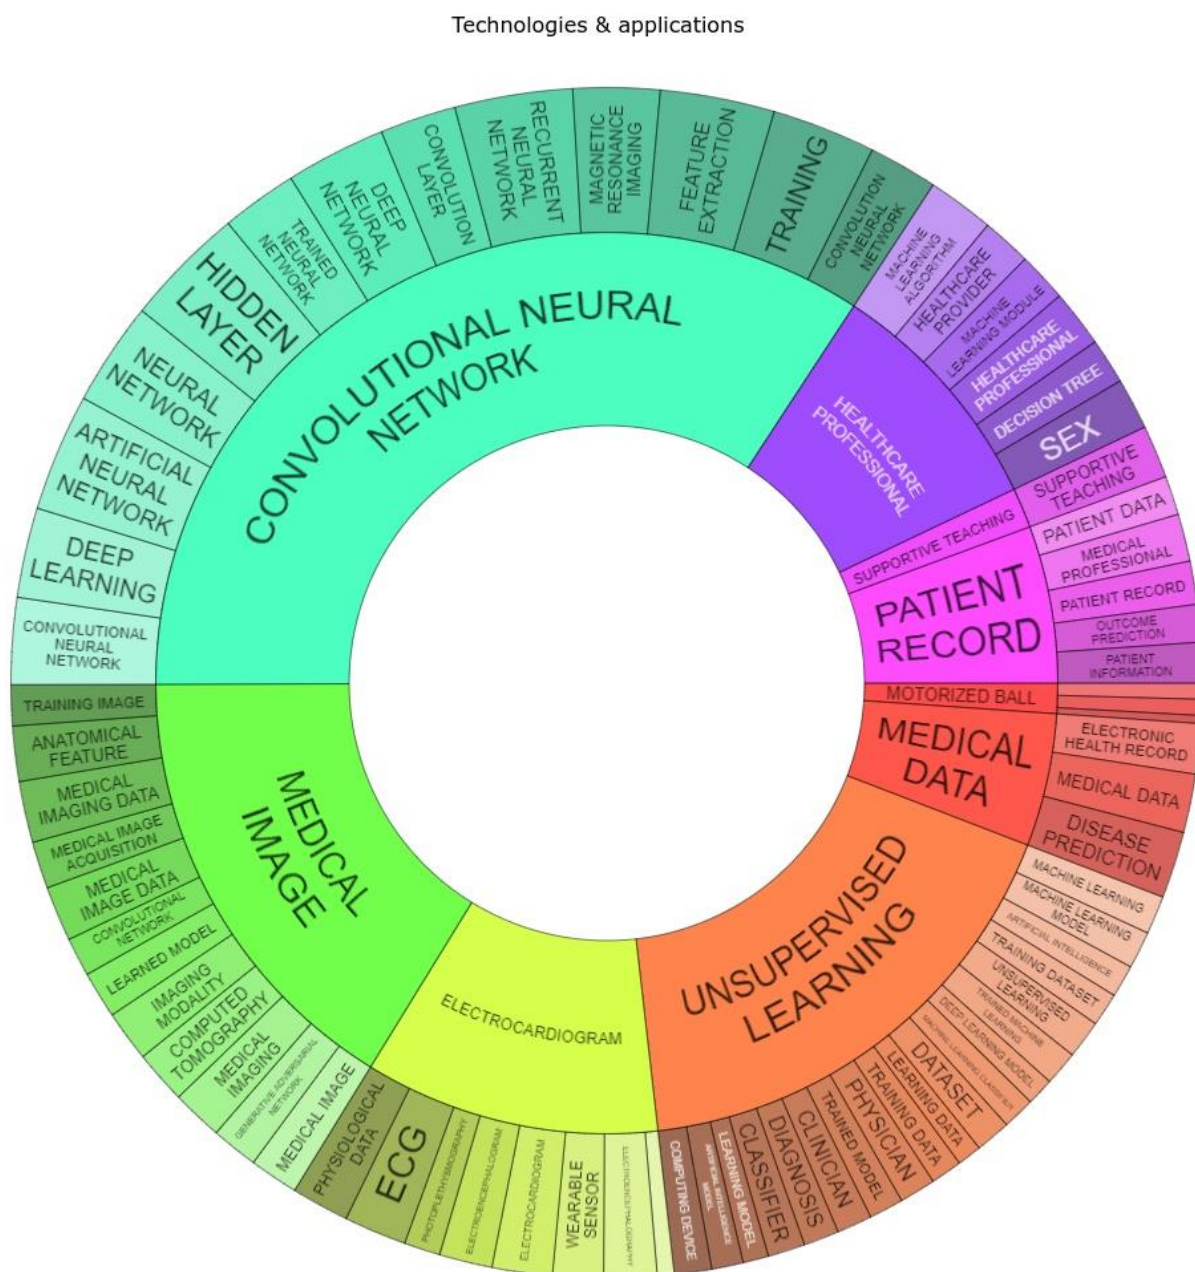 Technologies & applications
CONVOLUTIONAL NEURAL
NETWORK
HEALTHCARE
PROFESSIONAL
SUPPORTIVE TEACHING
PATIENT
RECORD
MOTORIZED BALL
MEDICAL
DATA
UNSUPERVISED
LEARNING
ELECTROCARDIOGRAM
MEDICAL
IMAGE
CONVOLUTIONAL
NEURAL
NETWORK
DEEP
LEARNING
ARTIFICIAL
NEURAL
NETWORK
NEURAL
NETWORK
HIDDEN
LAYER
TRAINED
NEURAL
NETWORK
DEEP
NEURAL
NETWORK
CONVOLUTION
LAYER
RECURRENT
NEURAL
NETWORK
MAGNETIC
RESONANCE
IMAGING
FEATURE
EXTRACTION
TRAINING
CONVOLUTION
NEURAL
NETWORK
MACHINE
LEARNING
ALGORITHM
HEALTHCARE
PROVIDER
MACHINE
LEARNING MODULE
HEALTHCARE
PROFESSIONAL
DECISION TREE
SEX
SUPPORTIVE
TEACHING
PATIENT DATA
MEDICAL
PROFESSIONAL
PATIENT RECORD
OUTCOME
PREDICTION
PATIENT
INFORMATION
ELECTRONIC
HEALTH RECORD
MEDICAL DATA
DISEASE
PREDICTION
MACHINE LEARNING
MACHINE LEARNING
MODEL
ARTIFICIAL INTELLIGENCE
TRAINING DATASET
UNSUPERVISED
LEARNING
TRAINED MACHINE
LEARNING
DEEP LEARNING MODEL
MACHINE LEARNING CLASSIFIER
DATASET
LEARNING DATA
TRAINING DATA
PHYSICIAN
TRAINED MODEL
CLINICIAN
DIAGNOSIS
CLASSIFIER
LEARNING MODEL
ARTIFICIAL INTELLIGENCE
MODEL
COMPUTING DEVICE
ELECTROENCEPHALOGRAPHY
WEARABLE
SENSOR
ELECTROCARDIOGRAM
ELECTROENCEPHALOGRAM
PHOTOPLETHYSMOGRAPHY
ECG
PHYSIOLOGICAL
DATA
MEDICAL IMAGE
GENERATIVE ADVERSARIAL
NETWORK
MEDICAL
IMAGING
COMPUTED
TOMOGRAPHY
IMAGING
MODALITY
LEARNED MODEL
CONVOLUTIONAL
NETWORK
MEDICAL
IMAGE DATA
MEDICAL IMAGE
ACQUISITION
MEDICAL
IMAGING DATA
ANATOMICAL
FEATURE
TRAINING IMAGE